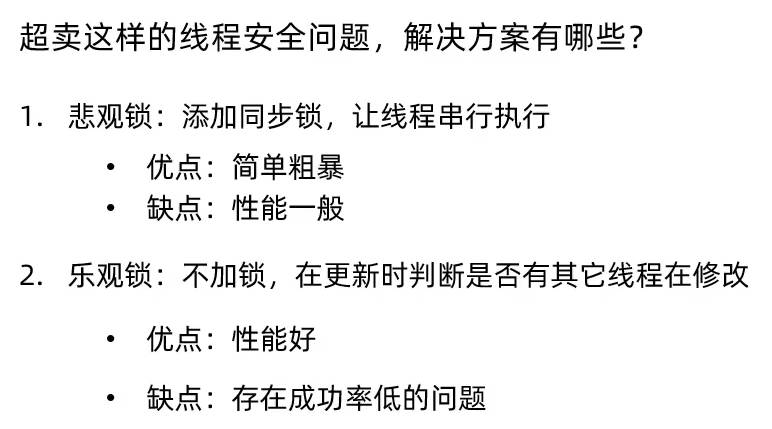 超卖这样的线程安全问题，解决方案有哪些？
1. 悲观锁：添加同步锁，让线程串行执行
• 优点：简单粗暴
• 缺点：性能一般
2. 乐观锁：不加锁，在更新时判断是否有其它线程在修改
• 优点：性能好
• 缺点：存在成功率低的问题